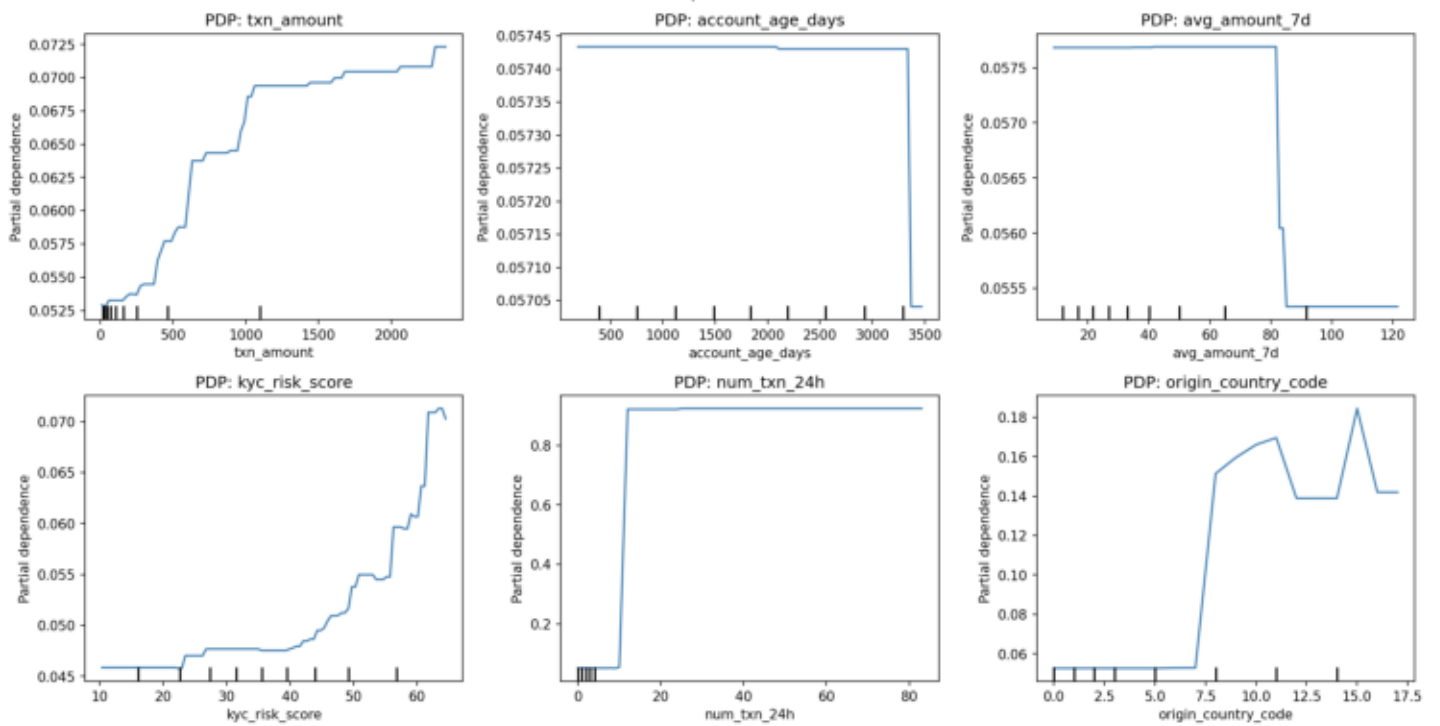 PDP: txn_amount
0.0725
0.0700
0.0675
0.0650
0.0625
0.0600
0.0575
0.0550
0.0525
Partial dependence
0 500 1000 1500 2000
txn_amount
PDP: account_age_days
0.05745
0.05740
0.05735
0.05730
0.05725
0.05720
0.05715
0.05710
0.05705
Partial dependence
500 1000 1500 2000 2500 3000 3500
account_age_days
PDP: avg_amount_7d
0.0575
0.0570
0.0565
0.0560
0.0555
Partial dependence
20 40 60 80 100 120
avg_amount_7d
PDP: kyc_risk_score
0.070
0.065
0.060
0.055
0.050
0.045
Partial dependence
10 20 30 40 50 60
kyc_risk_score
PDP: num_txn_24h
0.8
0.6
0.4
0.2
Partial dependence
0 20 40 60 80
num_txn_24h
PDP: origin_country_code
0.18
0.16
0.14
0.12
0.10
0.08
0.06
Partial dependence
0.0 2.5 5.0 7.5 10.0 12.5 15.0 17.5
origin_country_code